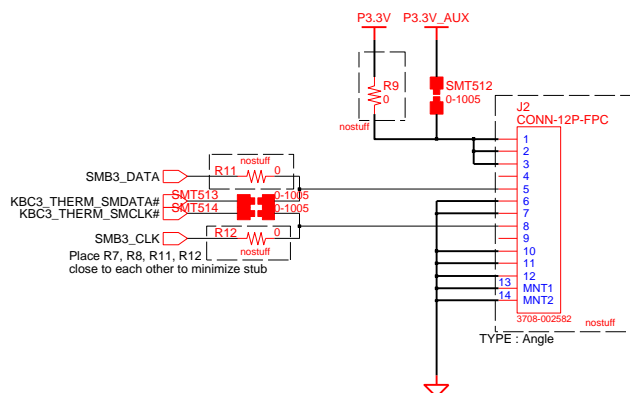 P3.3V P3.3V_AUX
R9
0
nostuff
SMT512
0-1005
J2
CONN-12P-FPC
1
2
3
4
5
6
7
8
9
10
11
12
13 MNT1
14 MNT2
3708-002582
nostuff
TYPE : Angle
nostuff
SMB3_DATA R11 0
KBC3_THERM_SMDATA# SMT513 0-1005
KBC3_THERM_SMCLK# SMT514 0-1005
SMB3_CLK R12 0
nostuff
Place R7, R8, R11, R12
close to each other to minimize stub